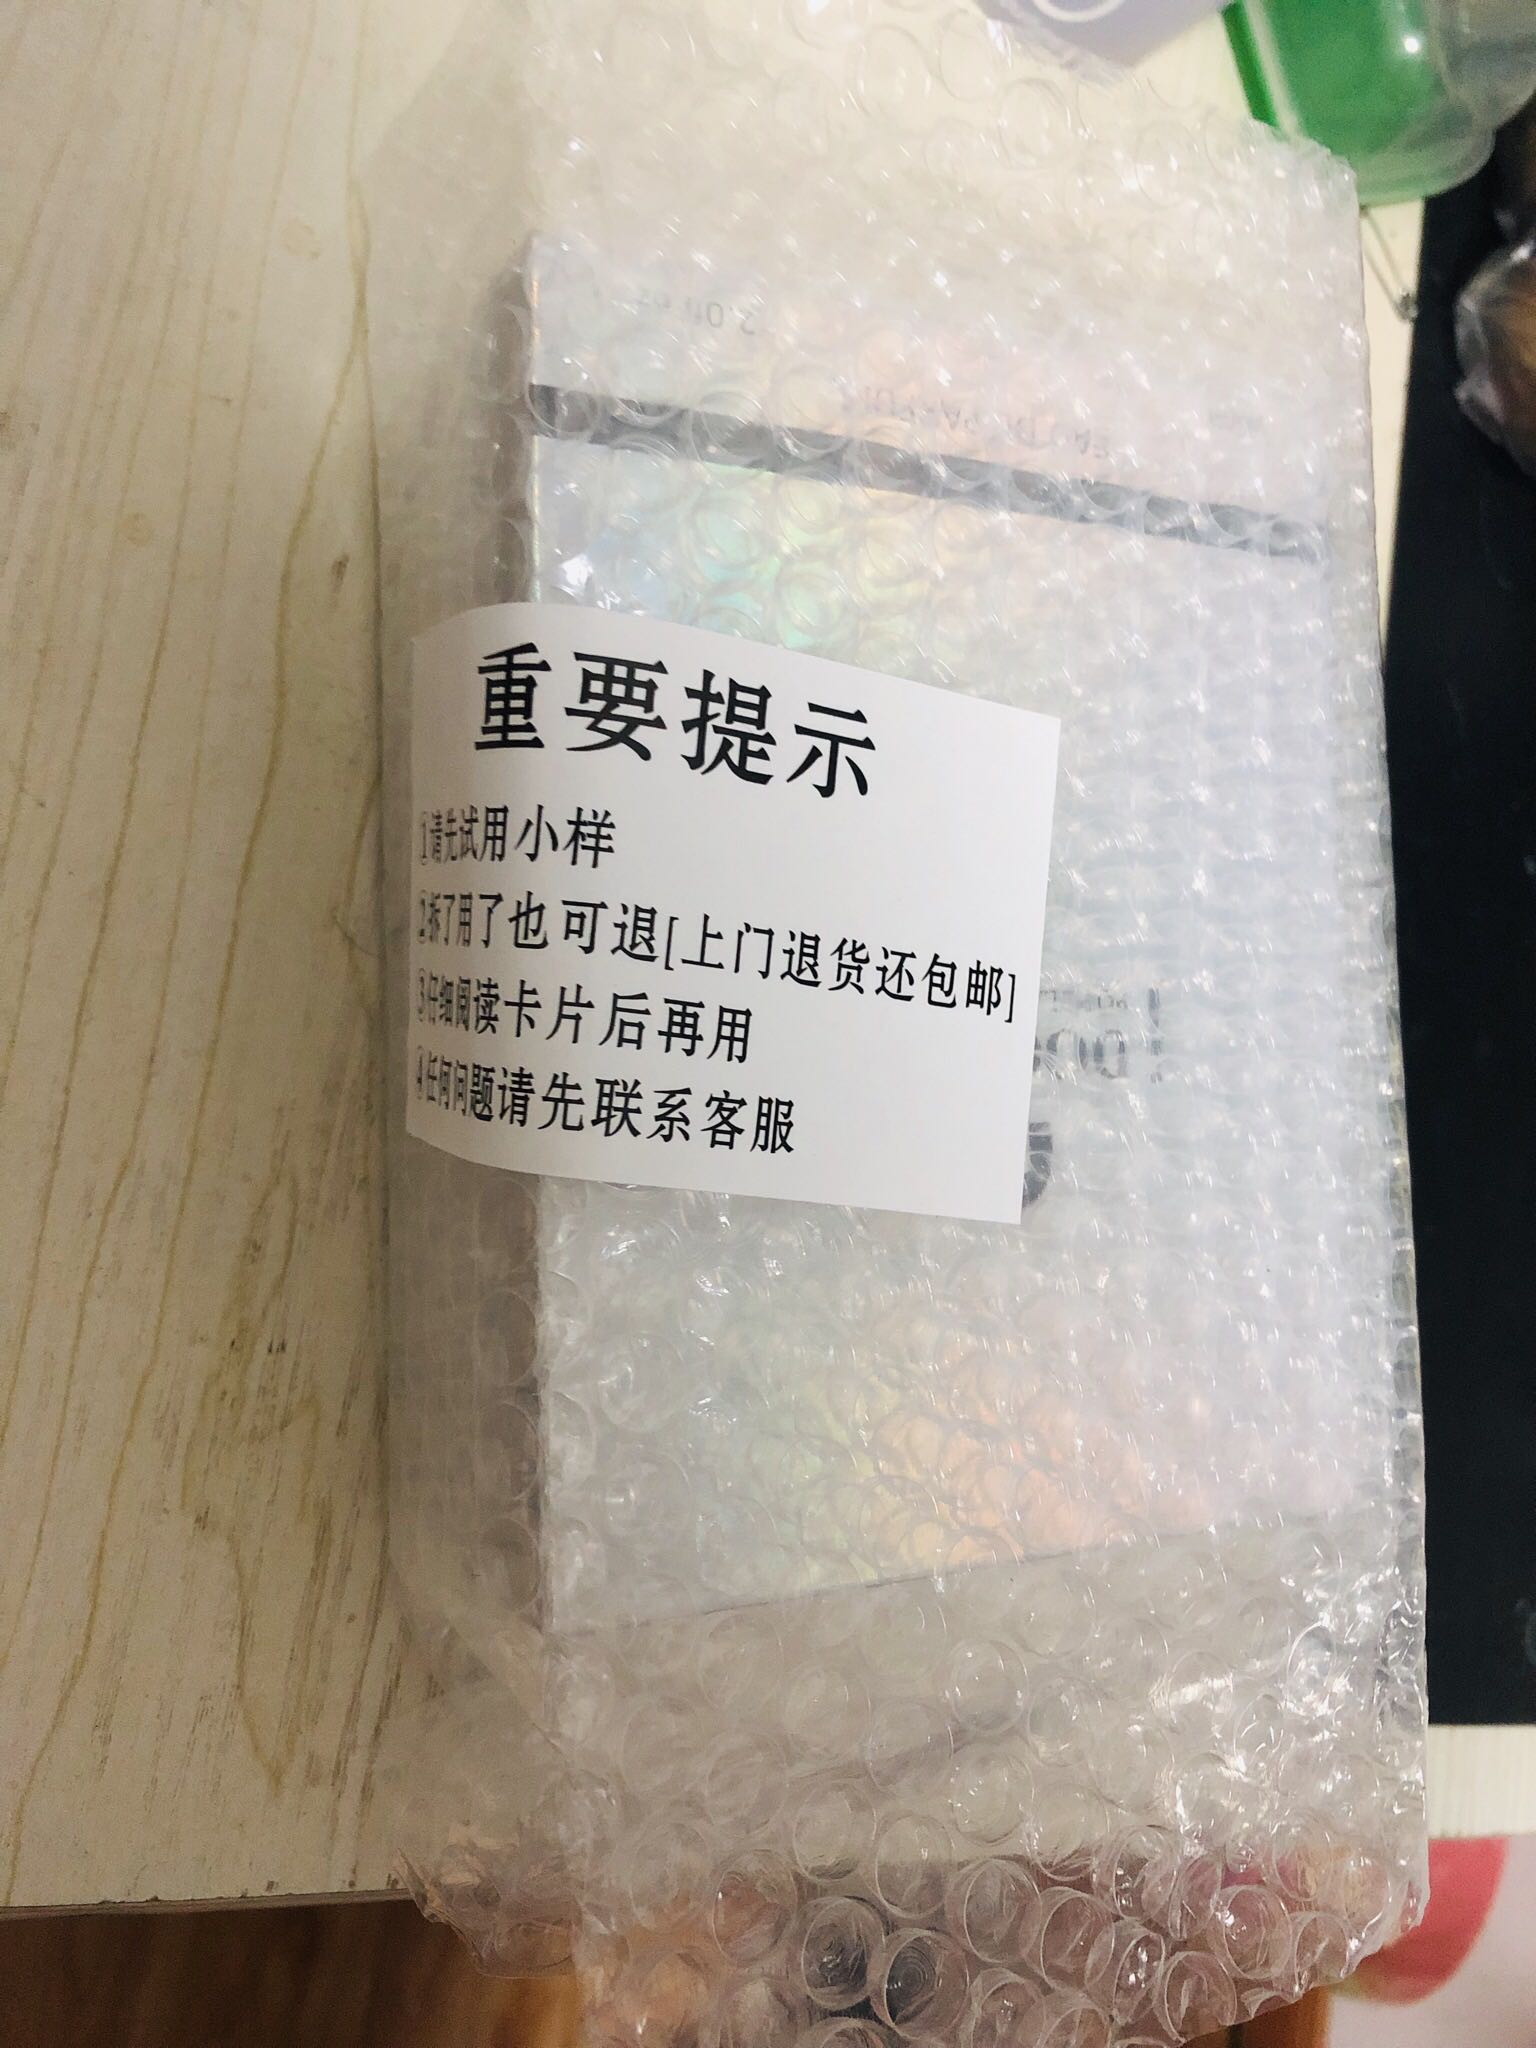 重要提示
①请先试用小样
②拆了用了也可退[上门退货还包邮]
③仔细阅读卡片后再用
④任何问题请先联系客服